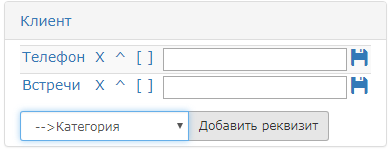 Клиент
Телефон X ^ [ ]
Встречи X ^ [ ]
-->Категория Добавить реквизит